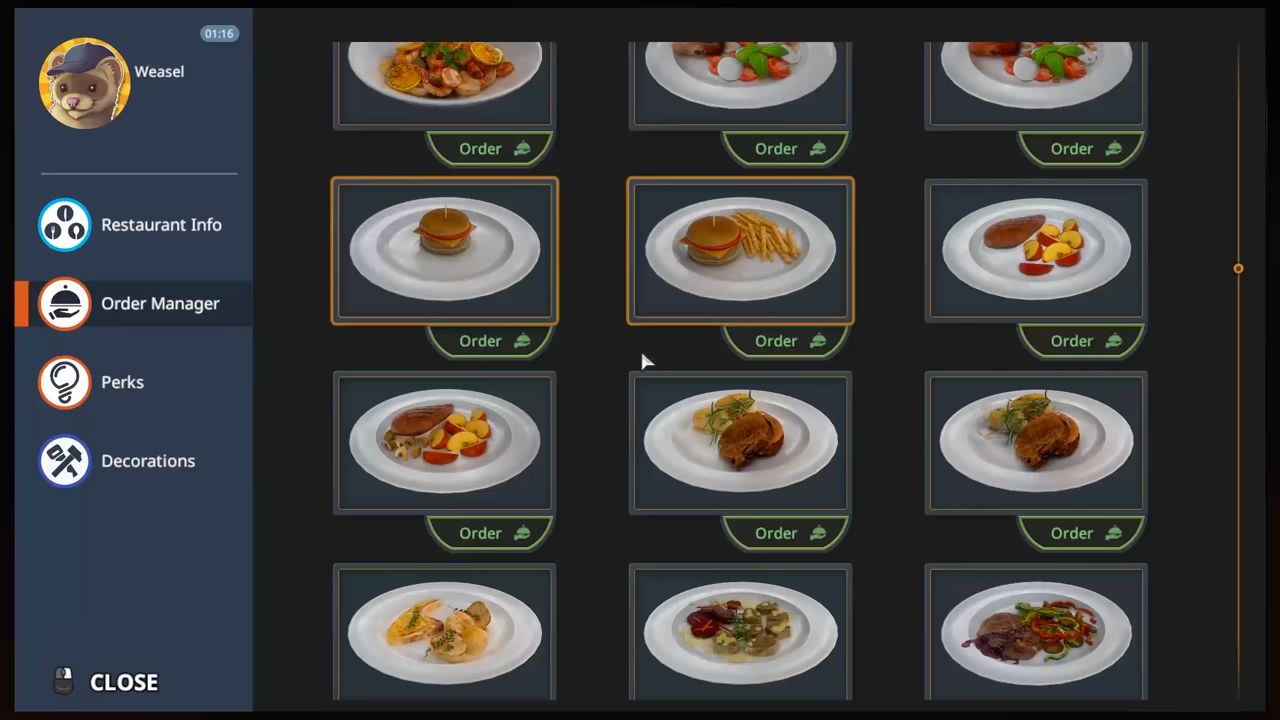 01:16
Weasel
Restaurant Info
Order Manager
Perks
Decorations
CLOSE
Order Order Order
Order Order Order
Order Order Order